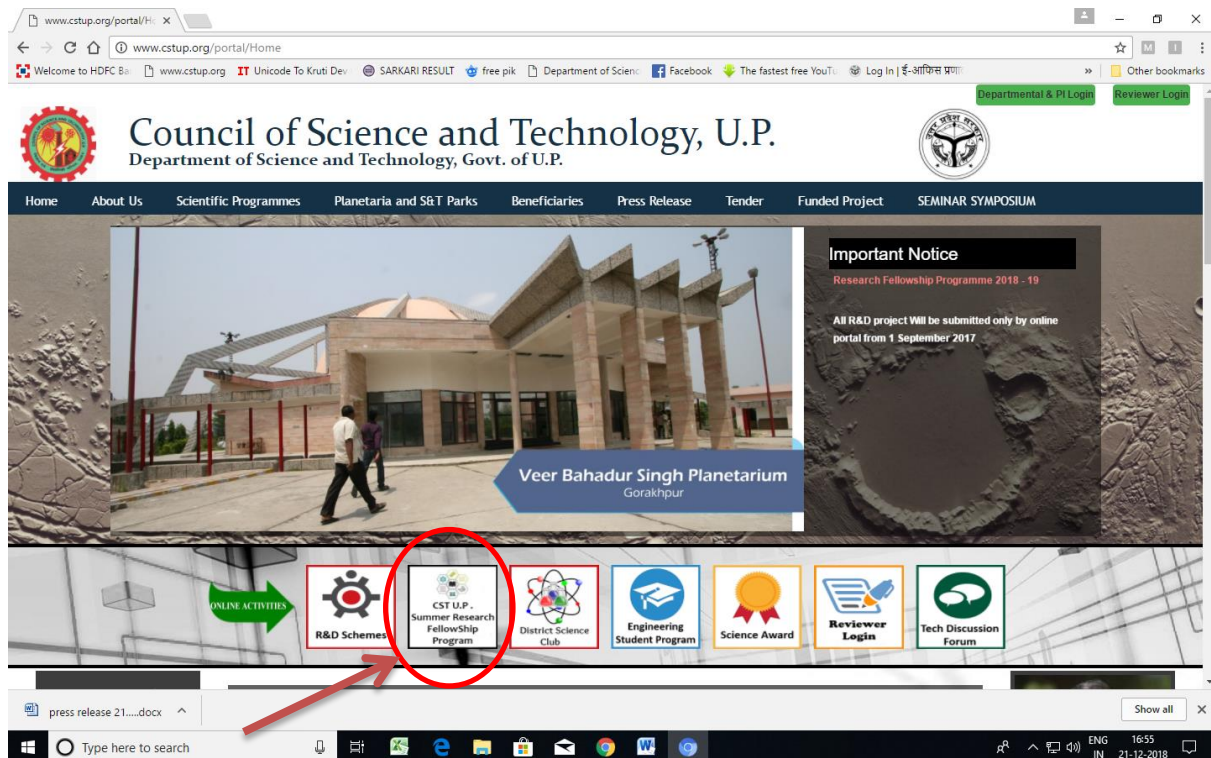 www.cstup.org/portal/Ho
www.cstup.org/portal/Home
Welcome to HDFC Ba
www.cstup.org
IT Unicode To Kruti Dev
SARKARI RESULT
free pik
Department of Scienc
Facebook
The fastest free YouTu
Log In | ई-आफिस प्रणा
»
Other bookmarks
Departmental & PI Login
Reviewer Login
Council of Science and Technology, U.P.
Department of Science and Technology, Govt. of U.P.
Home
About Us
Scientific Programmes
Planetaria and S&T Parks
Beneficiaries
Press Release
Tender
Funded Project
SEMINAR SYMPOSIUM
Important Notice
Research Fellowship Programme 2018 - 19
All R&D project Will be submitted only by online
portal from 1 September 2017
Veer Bahadur Singh Planetarium
Gorakhpur
ONLINE ACTIVITIES
R&D Schemes
CST U.P .
Summer Research
FellowShip
Program
District Science
Club
Engineering
Student Program
Science Award
Reviewer
Login
Tech Discussion
Forum
press release 21.....docx
Show all
Type here to search
ENG
IN
16:55
21-12-2018